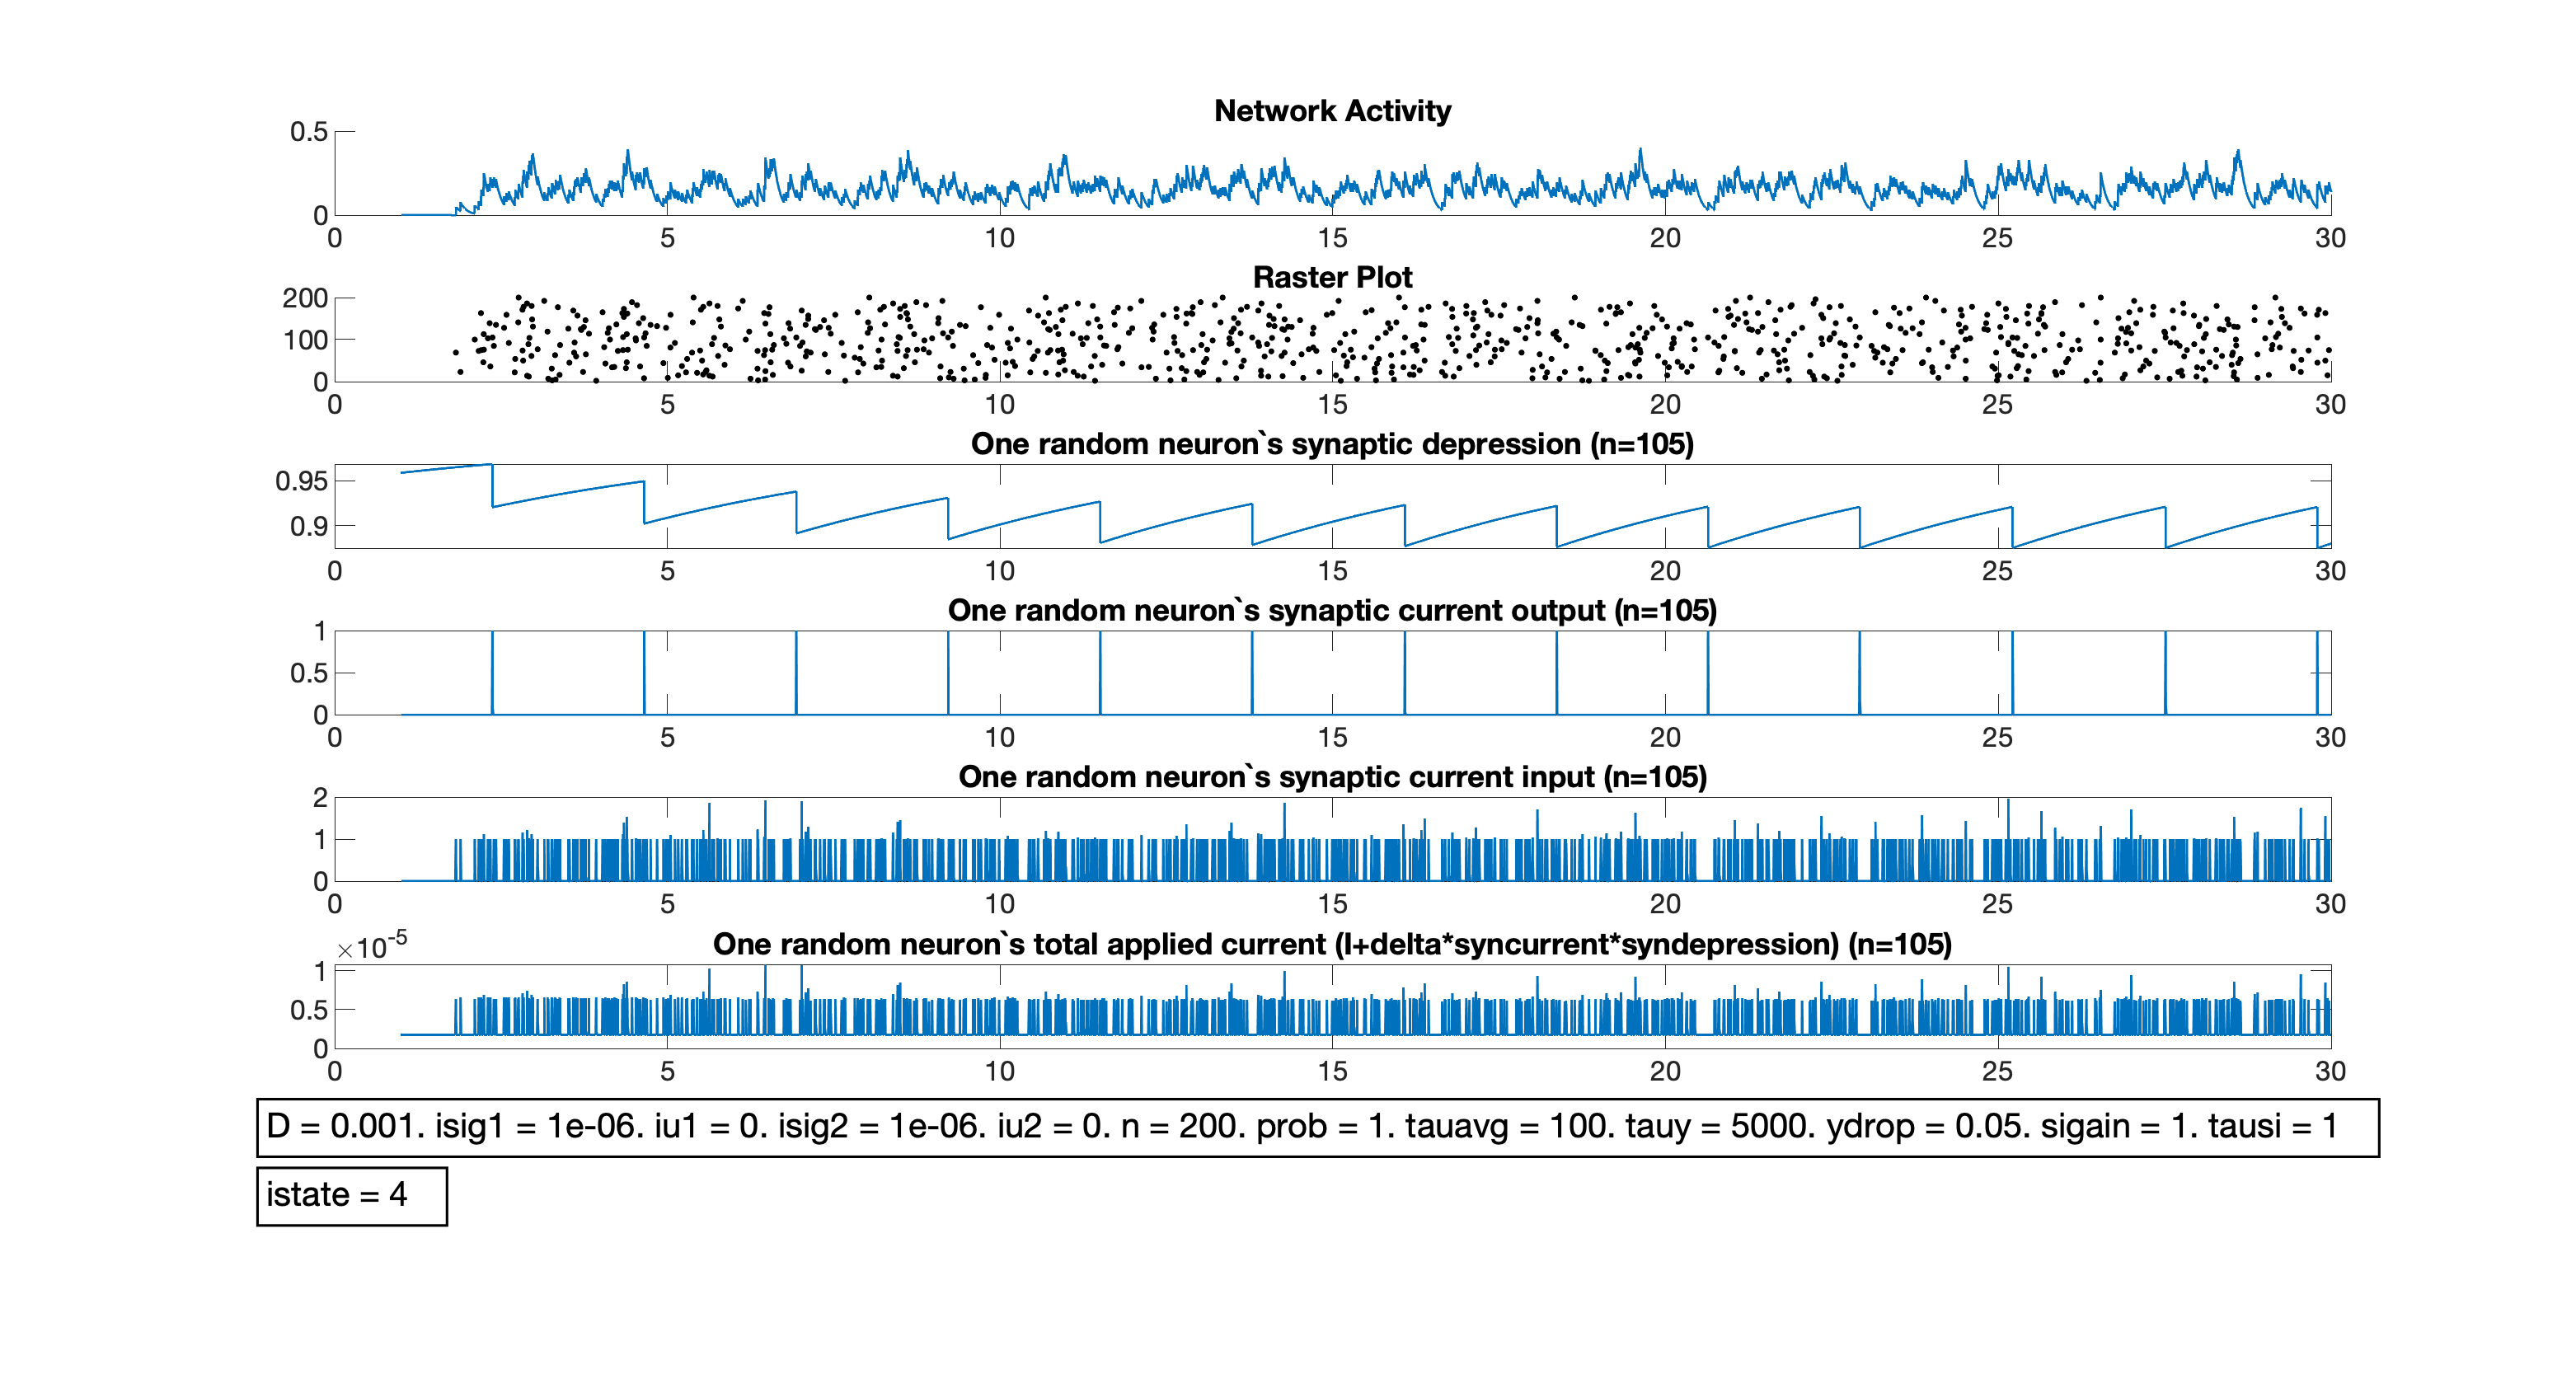 Network Activity
0.5
0
0 5 10 15 20 25 30
Raster Plot
200
100
0
0 5 10 15 20 25 30
One random neuron`s synaptic depression (n=105)
0.95
0.9
0 5 10 15 20 25 30
One random neuron`s synaptic current output (n=105)
1
0.5
0
0 5 10 15 20 25 30
One random neuron`s synaptic current input (n=105)
2
1
0
0 5 10 15 20 25 30
×10-5 One random neuron`s total applied current (I+delta*syncurrent*syndepression) (n=105)
1
0.5
0
0 5 10 15 20 25 30
D = 0.001. isig1 = 1e-06. iu1 = 0. isig2 = 1e-06. iu2 = 0. n = 200. prob = 1. tauavg = 100. tauy = 5000. ydrop = 0.05. sigain = 1. tausi = 1
istate = 4